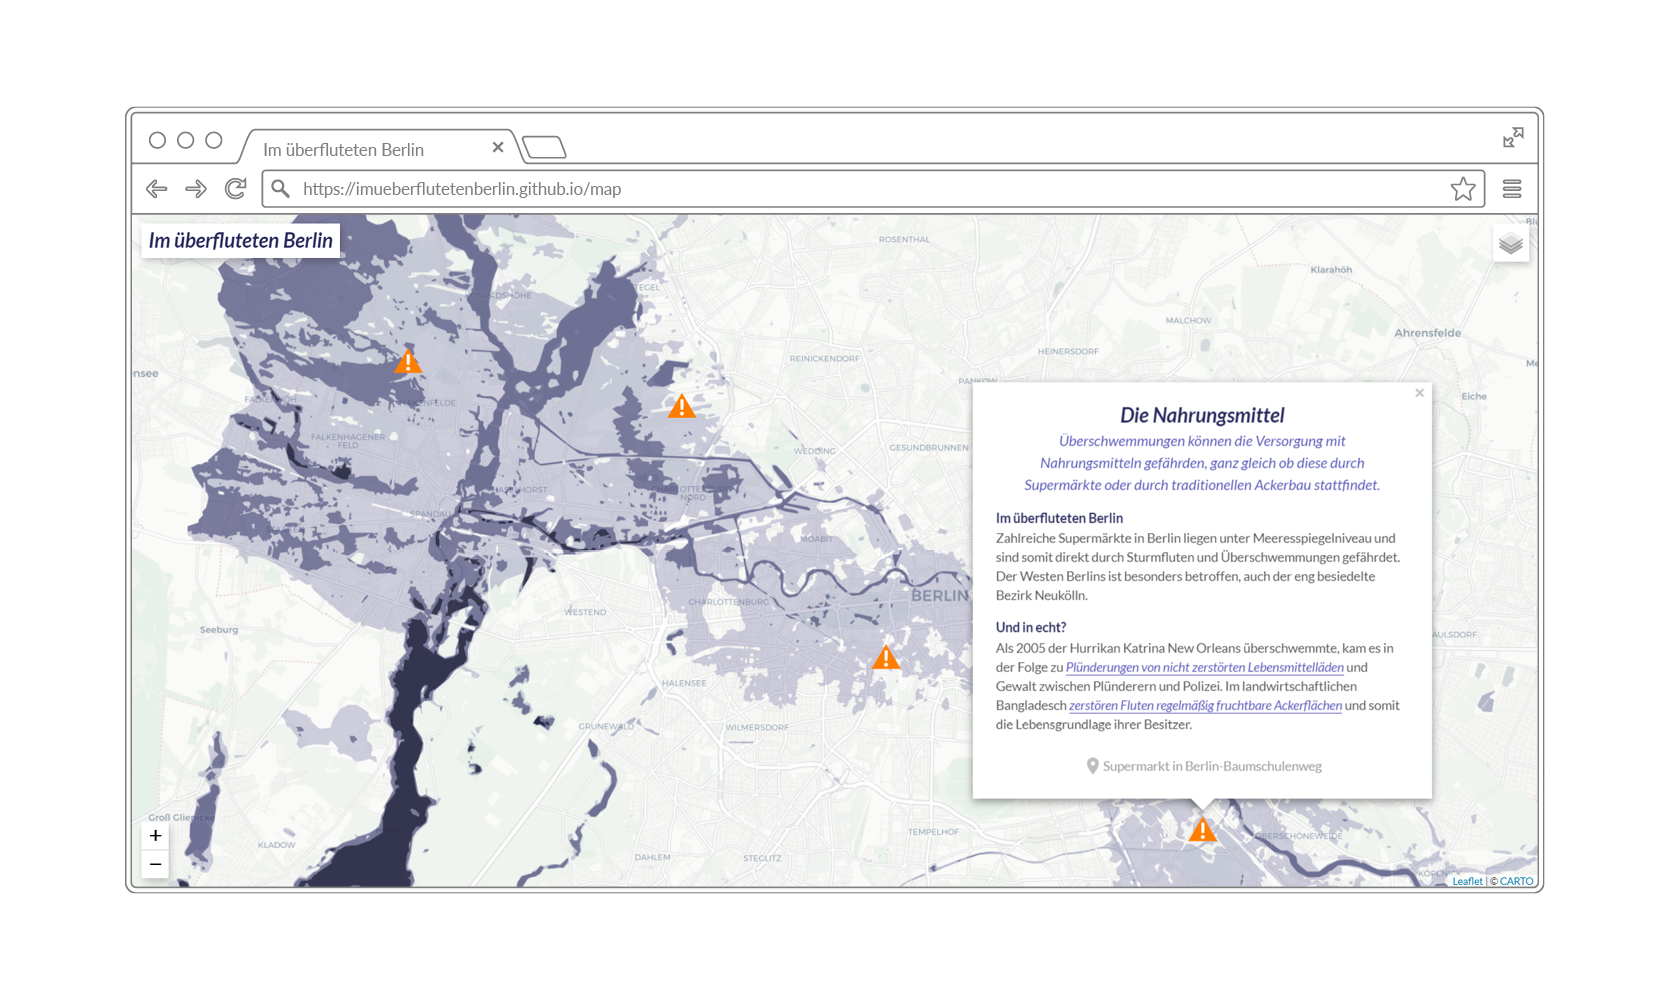 Im überfluteten Berlin
https://imueberflutetenberlin.github.io/map
Im überfluteten Berlin
ROSENTHAL
Klarahöh
TEGEL
MALCHOW
Ahrensfelde
HEINERSDORF
REINICKENDORF
PANKOW
Eiche
FALKENHÖH
FALKENHAGENER
FELD
WEDDING
GESUNDBRUNNEN
CHARLOTTENBURG
NORD
SPANDAU
MOABIT
BERLIN
CHARLOTTENBURG
WESTEND
Seeburg
HALENSEE
GRUNEWALD
WILMERSDORF
Groß Glienicke
KLADOW
DAHLEM
STEGLITZ
TEMPELHOF
OBERSCHÖNEWEIDE
Die Nahrungsmittel
Überschwemmungen können die Versorgung mit
Nahrungsmitteln gefährden, ganz gleich ob diese durch
Supermärkte oder durch traditionellen Ackerbau stattfindet.
Im überfluteten Berlin
Zahlreiche Supermärkte in Berlin liegen unter Meeresspiegelniveau und
sind somit direkt durch Sturmfluten und Überschwemmungen gefährdet.
Der Westen Berlins ist besonders betroffen, auch der eng besiedelte
Bezirk Neukölln.
Und in echt?
Als 2005 der Hurrikan Katrina New Orleans überschwemmte, kam es in
der Folge zu Plünderungen von nicht zerstörten Lebensmittelläden und
Gewalt zwischen Plünderern und Polizei. Im landwirtschaftlichen
Bangladesch zerstören Fluten regelmäßig fruchtbare Ackerflächen und somit
die Lebensgrundlage ihrer Besitzer.
Supermarkt in Berlin-Baumschulenweg
+
−
Leaflet | © CARTO